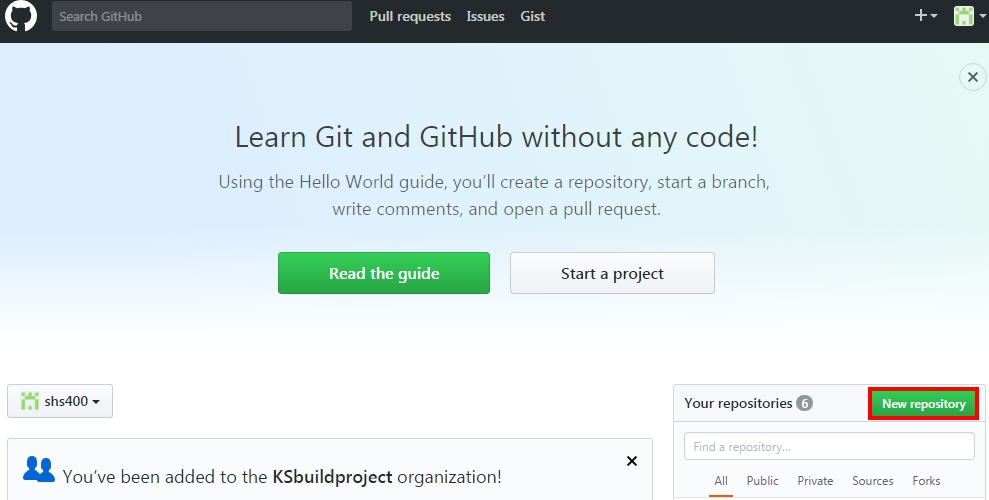 Search GitHub
Pull requests Issues Gist
Learn Git and GitHub without any code!
Using the Hello World guide, you’ll create a repository, start a branch,
write comments, and open a pull request.
Read the guide
Start a project
shs400
Your repositories 6
New repository
Find a repository...
All Public Private Sources Forks
You’ve been added to the KSbuildproject organization!